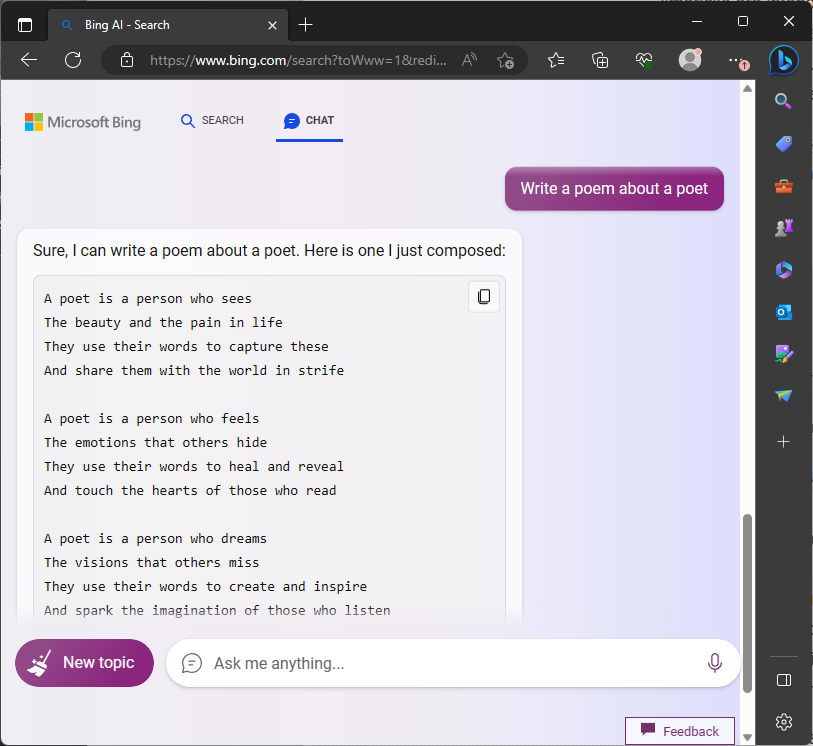 Bing AI - Search
https://www.bing.com/search?toWww=1&redi...
Microsoft Bing
SEARCH
CHAT
Write a poem about a poet
Sure, I can write a poem about a poet. Here is one I just composed:
A poet is a person who sees
The beauty and the pain in life
They use their words to capture these
And share them with the world in strife
A poet is a person who feels
The emotions that others hide
They use their words to heal and reveal
And touch the hearts of those who read
A poet is a person who dreams
The visions that others miss
They use their words to create and inspire
And spark the imagination of those who listen
New topic
Ask me anything...
Feedback